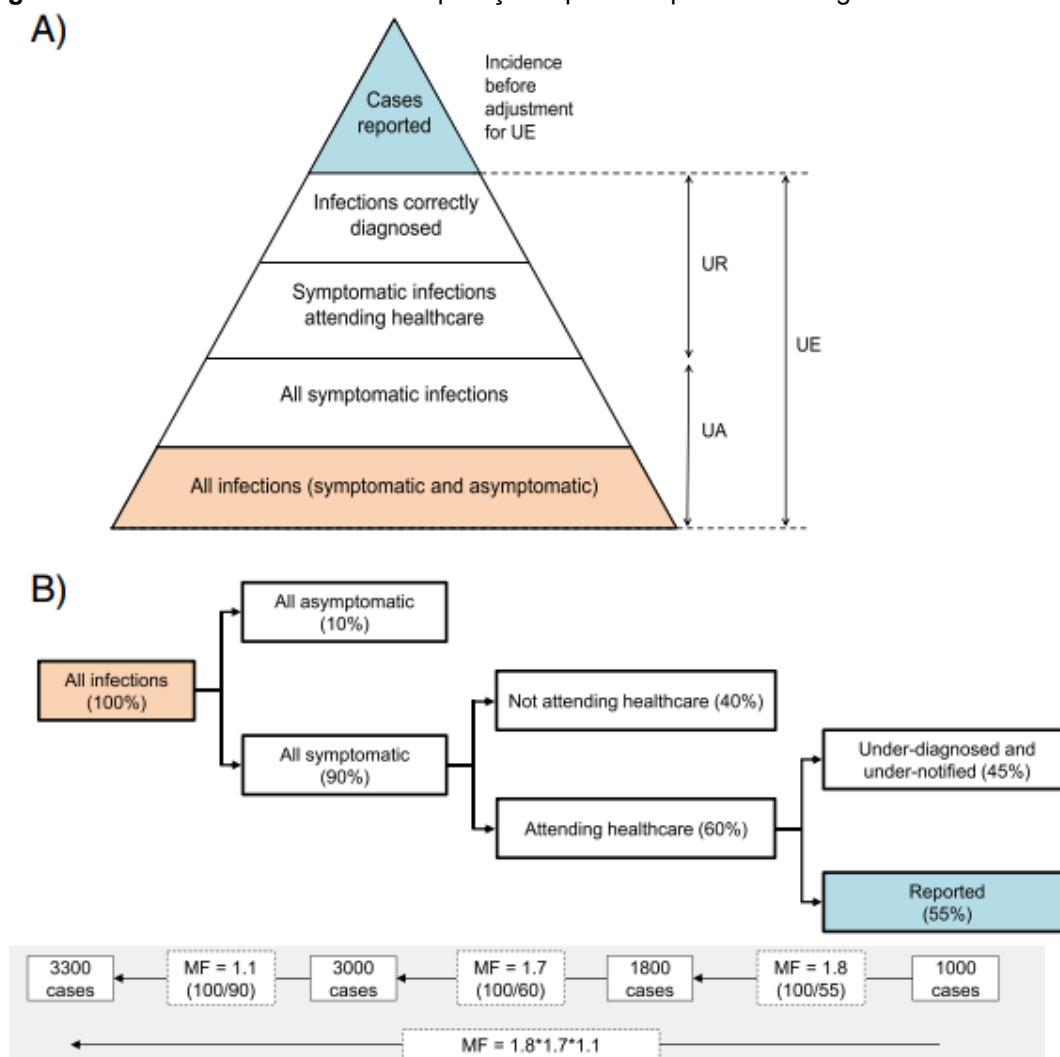 A)
Cases
reported
Incidence
before
adjustment
for UE
Infections correctly
diagnosed
Symptomatic infections
attending healthcare
All symptomatic infections
All infections (symptomatic and asymptomatic)
UR
UA
UE
B)
All infections
(100%)
All asymptomatic
(10%)
All symptomatic
(90%)
Not attending healthcare (40%)
Attending healthcare (60%)
Under-diagnosed and
under-notified (45%)
Reported
(55%)
3300
cases
MF = 1.1
(100/90)
3000
cases
MF = 1.7
(100/60)
1800
cases
MF = 1.8
(100/55)
1000
cases
MF = 1.8*1.7*1.1